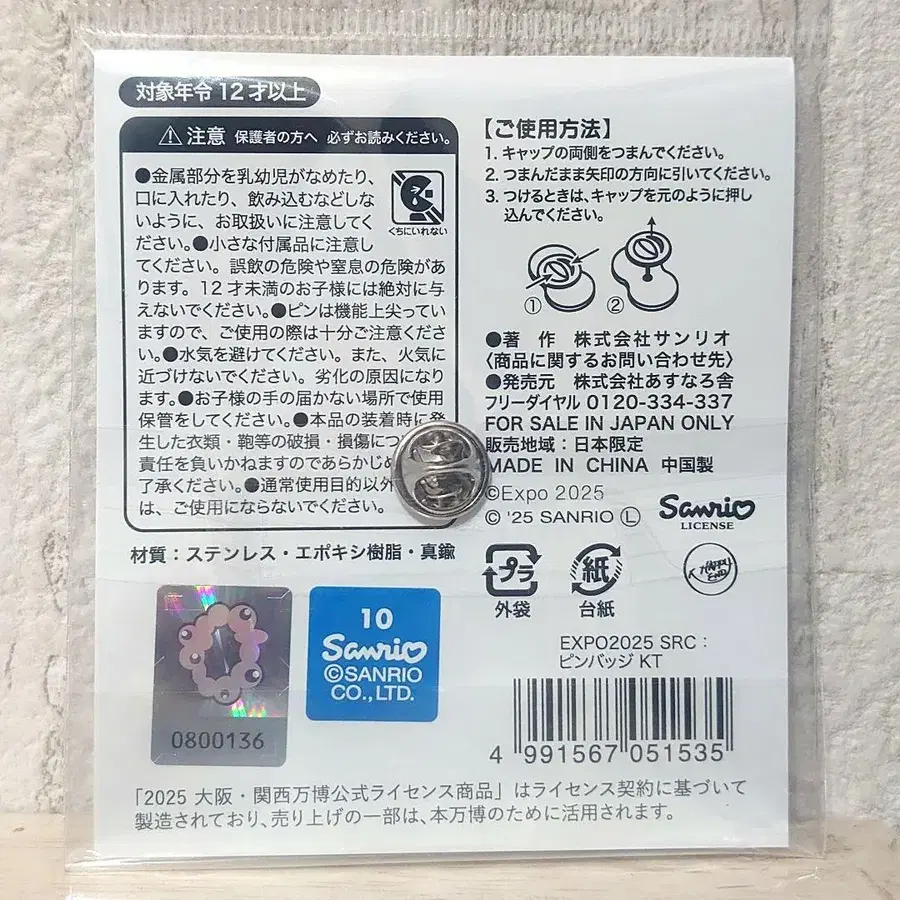 対象年令 12 才以上
⚠注意 保護者の方へ 必ずお読みください。
●金属部分を乳幼児がなめたり、
口に入れたり、飲み込むなどしな
いように、お取扱いに注意してく
ださい。●小さな付属品に注意し
てください。誤飲の危険や窒息の危険があ
ります。12 才未満のお子様には絶対に与
えないでください。●ピンは機能上尖ってい
ますので、ご使用の際は十分ご注意くださ
い。●水気を避けてください。また、火気に
近づけないでください。劣化の原因になり
ます。●お子様の手の届かない場所で使用
保管をしてください。●本品の装着時に発
生した衣類・鞄等の破損・損傷につ
責任を負いかねますのであらかじ
了承ください。●通常使用目的以外
は、ご使用にならないでください。
くちにいれない
材質：ステンレス・エポキシ樹脂・真鍮
【ご使用方法】
1. キャップの両側をつまんでください。
2. つまんだまま矢印の方向に引いてください。
3. つけるときは、キャップを元のように押し
込んでください。
① ②
●著 作 株式会社サンリオ
〈商品に関するお問い合わせ先〉
●発売元 株式会社あすなろ舎
フリーダイヤル 0120-334-337
FOR SALE IN JAPAN ONLY
販売地域：日本限定
MADE IN CHINA 中国製
©Expo 2025
© '25 SANRIO Ⓛ
Sanrio
LICENSE
プラ
外袋
紙
台紙
HAPPY
END
0800136
10
Sanrio
©SANRIO
CO., LTD.
EXPO2025 SRC：
ピンバッジ KT
4 991567 051535
「2025 大阪・関西万博公式ライセンス商品」はライセンス契約に基づいて
製造されており、売り上げの一部は、本万博のために活用されます。